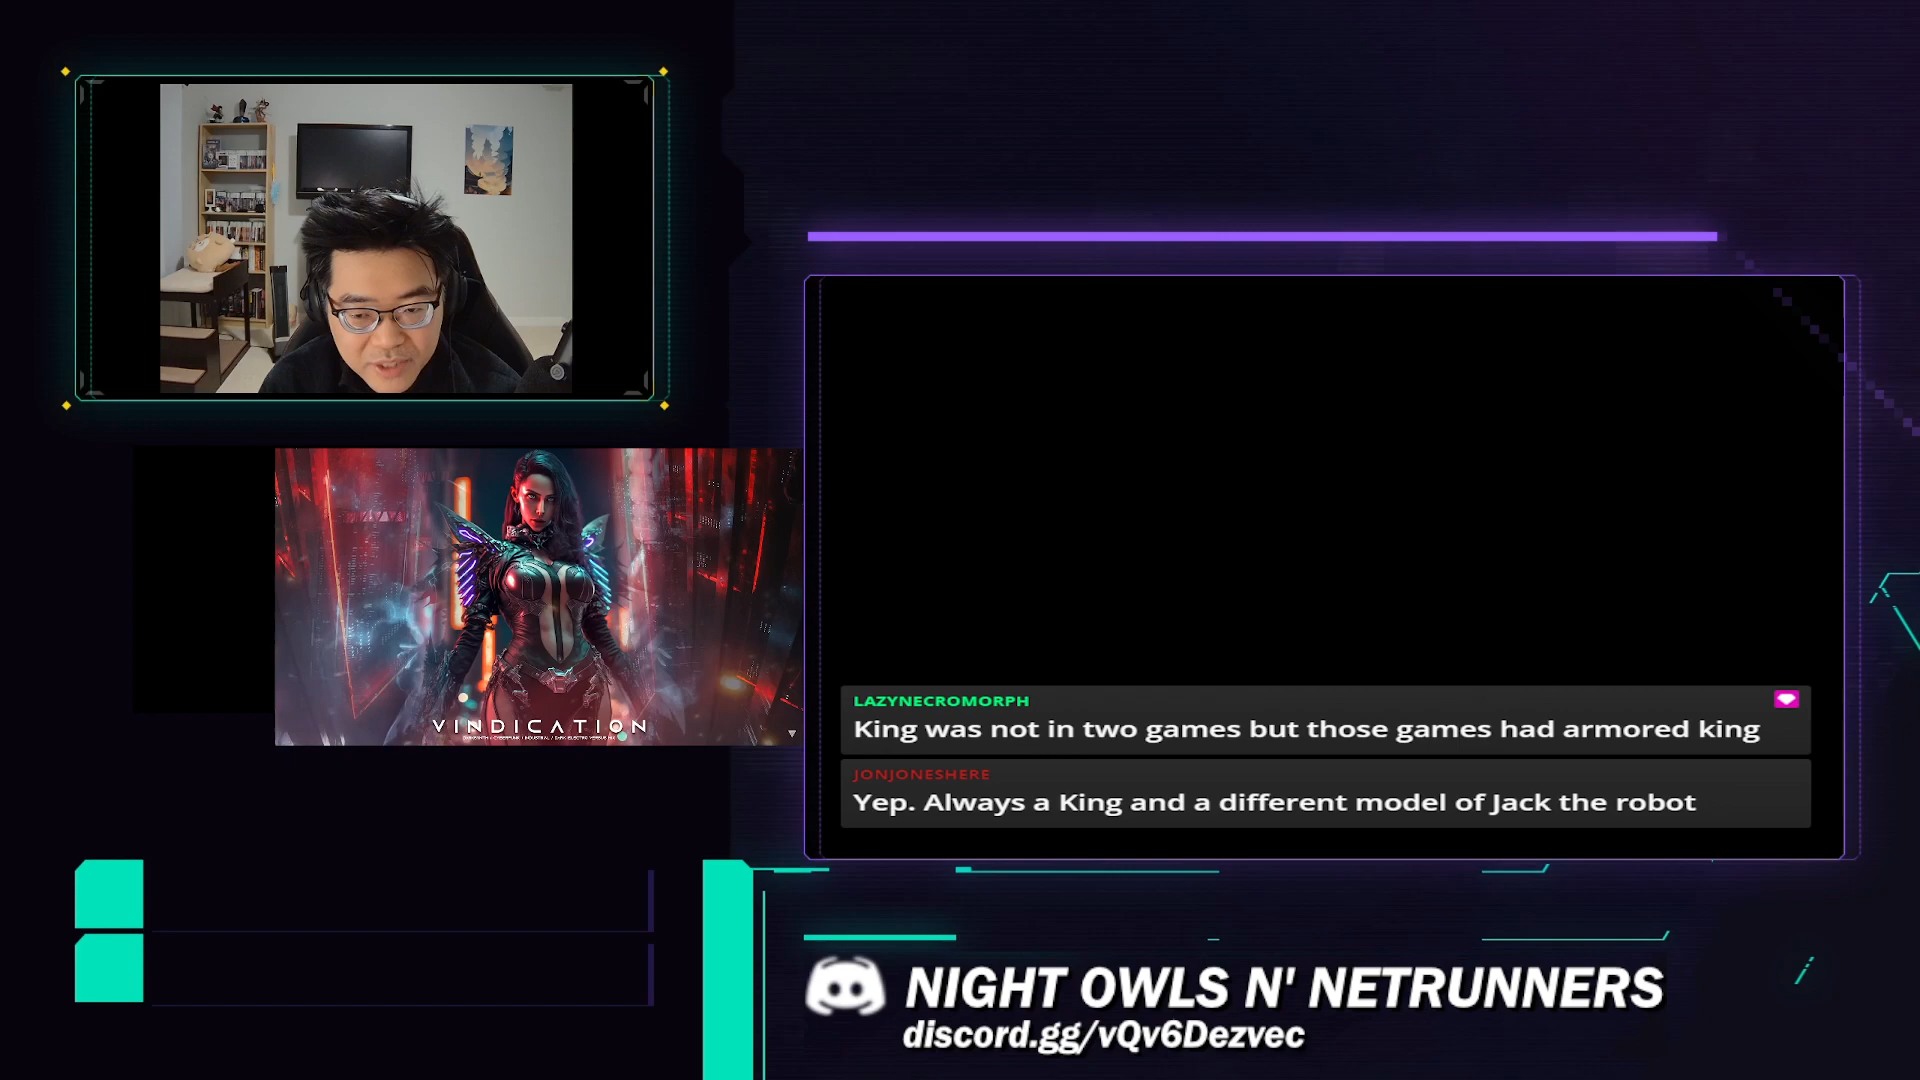 VINDICATION
LAZYNECROMORPH
King was not in two games but those games had armored king
JONJONESHERE
Yep. Always a King and a different model of Jack the robot
NIGHT OWLS N' NETRUNNERS
discord.gg/vQv6Dezvec